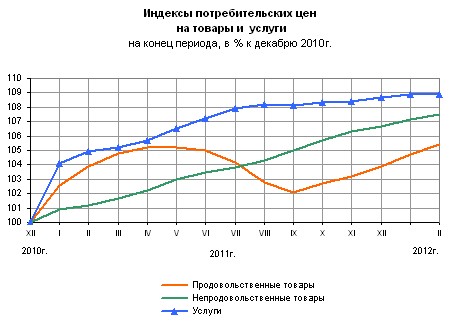 Индексы потребительских цен
на товары и услуги
на конец периода, в % к декабрю 2010г.
110
109
108
107
106
105
104
103
102
101
100
XII I II III IV V VI VII VIII IX X XI XII I II
2010г. 2011г. 2012г.
Продовольственные товары
Непродовольственные товары
Услуги